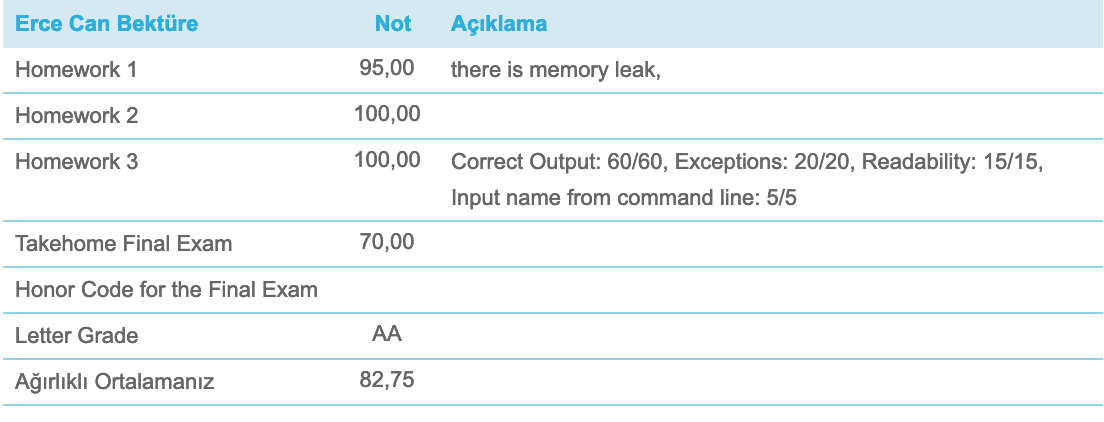 Erce Can Bektüre Not Açıklama
Homework 1 95,00 there is memory leak,
Homework 2 100,00
Homework 3 100,00 Correct Output: 60/60, Exceptions: 20/20, Readability: 15/15,
Input name from command line: 5/5
Takehome Final Exam 70,00
Honor Code for the Final Exam
Letter Grade AA
Ağırlıklı Ortalamanız 82,75